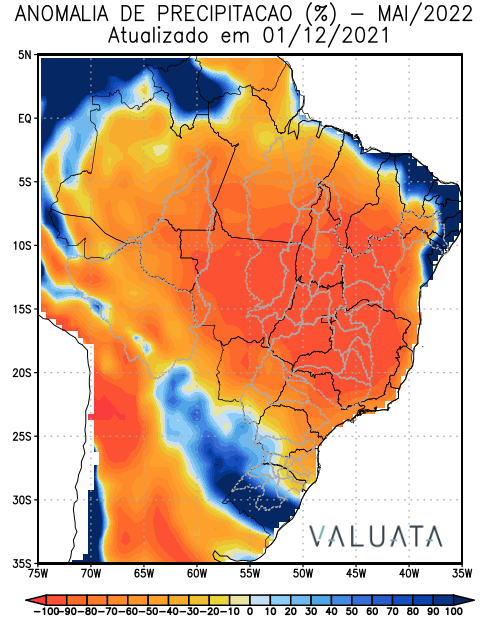 ANOMALIA DE PRECIPITACAO (%) – MAI/2022
Atualizado em 01/12/2021
5N
EQ
5S
10S
15S
20S
25S
30S
35S
VALUATA
75W 70W 65W 60W 55W 50W 45W 40W 35W
-100 -90 -80 -70 -60 -50 -40 -30 -20 -10 0 10 20 30 40 50 60 70 80 90 100